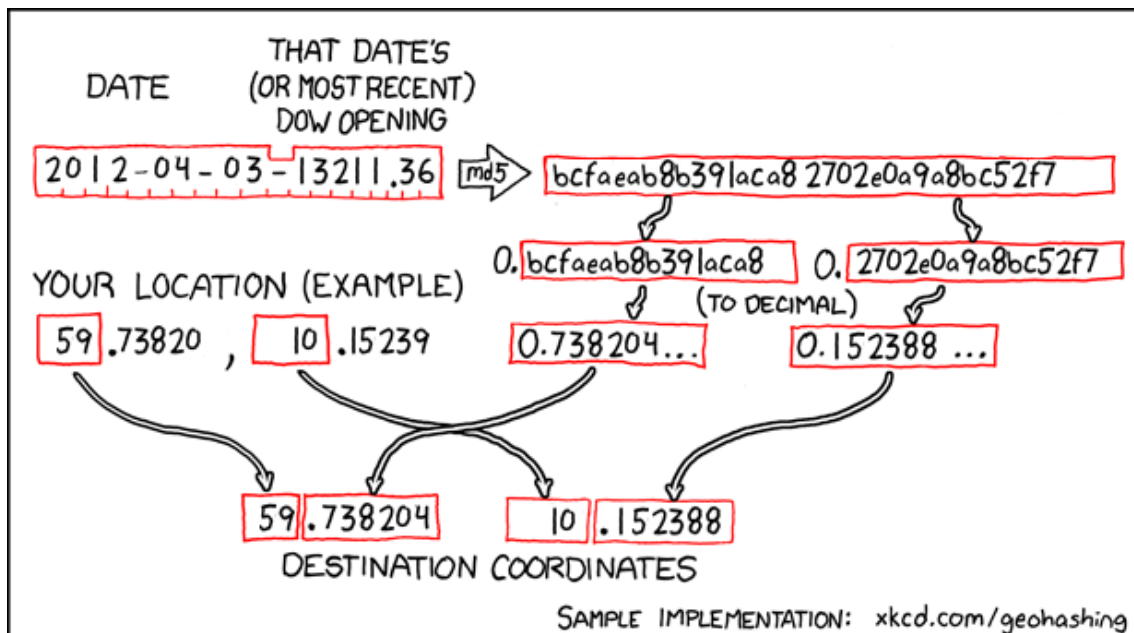 DATE
THAT DATE'S
(OR MOST RECENT)
DOW OPENING
2012-04-03-13211.36
md5
bcfaeab8b391aca8 2702e0a9a8bc52f7
0.bcfaeab8b391aca8
0. 2702e0a9a8bc52f7
(TO DECIMAL)
YOUR LOCATION (EXAMPLE)
59.73820, 10.15239
0.738204...
0.152388 ...
59.738204
10.152388
DESTINATION COORDINATES
SAMPLE IMPLEMENTATION: xkcd.com/geohashing